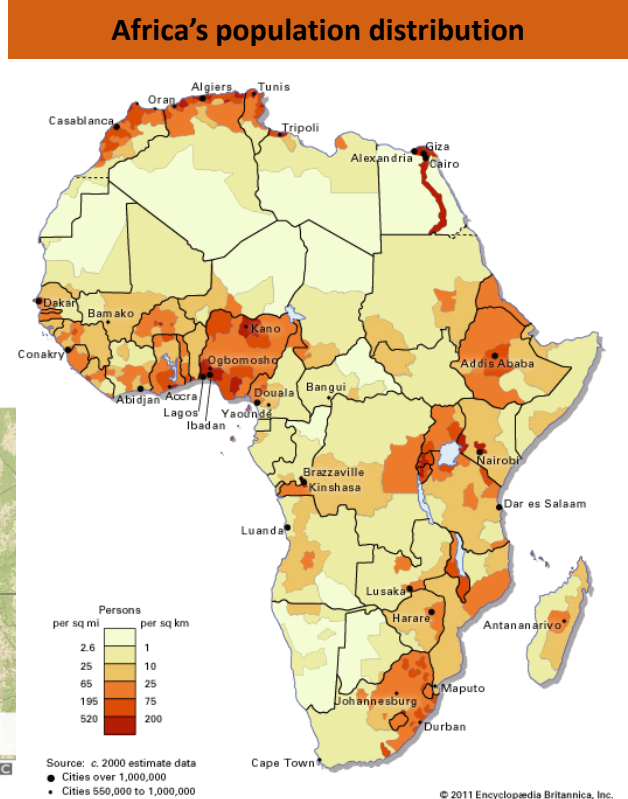 Africa's population distribution
Algiers
Tunis
Oran
Casablanca
Tripoli
Giza
Alexandria
Cairo
Dakar
Bamako
Kano
Conakry
Ogbomosho
Addis Ababa
Abidjan
Accra
Douala
Bangui
Lagos
Yaoundé
Ibadan
Nairobi
Brazzaville
Kinshasa
Dar es Salaam
Luanda
Lusaka
Harare
Antananarivo
Johannesburg
Maputo
Durban
Cape Town
Persons
per sq mi per sq km
2.6 1
25 10
65 25
195 75
520 200
Source: c. 2000 estimate data
● Cities over 1,000,000
• Cities 550,000 to 1,000,000
© 2011 Encyclopædia Britannica, Inc.